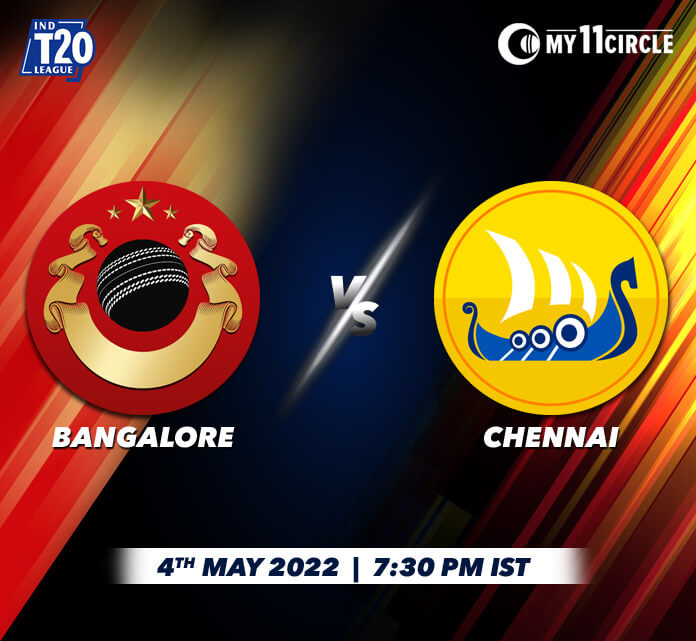 IND
T20
LEAGUE
MY11CIRCLE
VS
BANGALORE
CHENNAI
4TH MAY 2022 | 7:30 PM IST